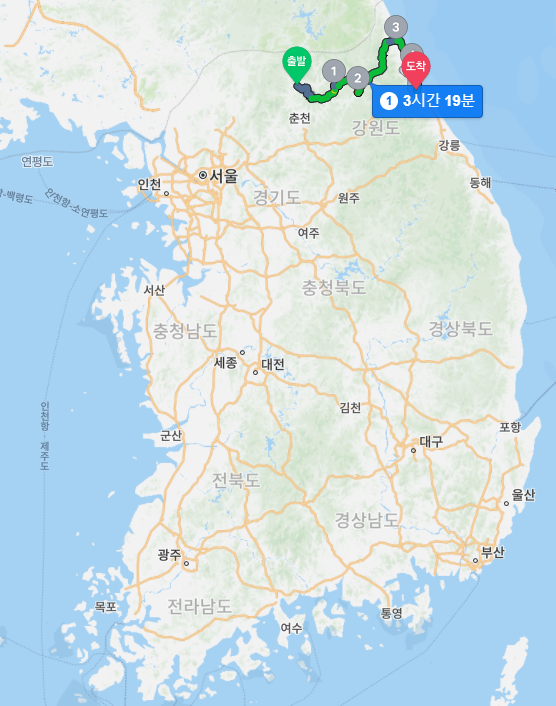 3
출발
도착
1
2
1 3시간 19분
춘천
강원도
강릉
연평도
서울
인천
경기도
원주
동해
인천항-소연평도
-백령도
여주
서산
충청북도
충청남도
경상북도
세종
대전
김천
인천항 - 제주도
군산
대구
포항
전북도
울산
경상남도
광주
부산
목포
전라남도
여수
통영